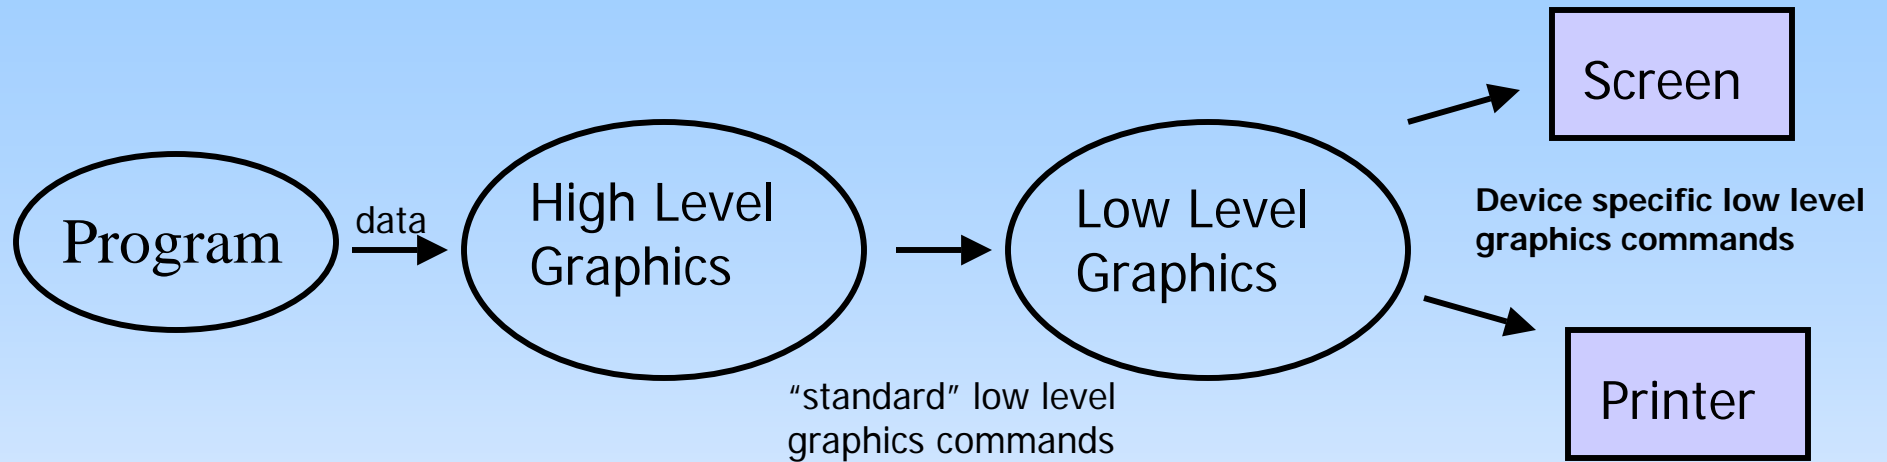 Program
data
High Level
Graphics
"standard" low level
graphics commands
Low Level
Graphics
Screen
Device specific low level
graphics commands
Printer